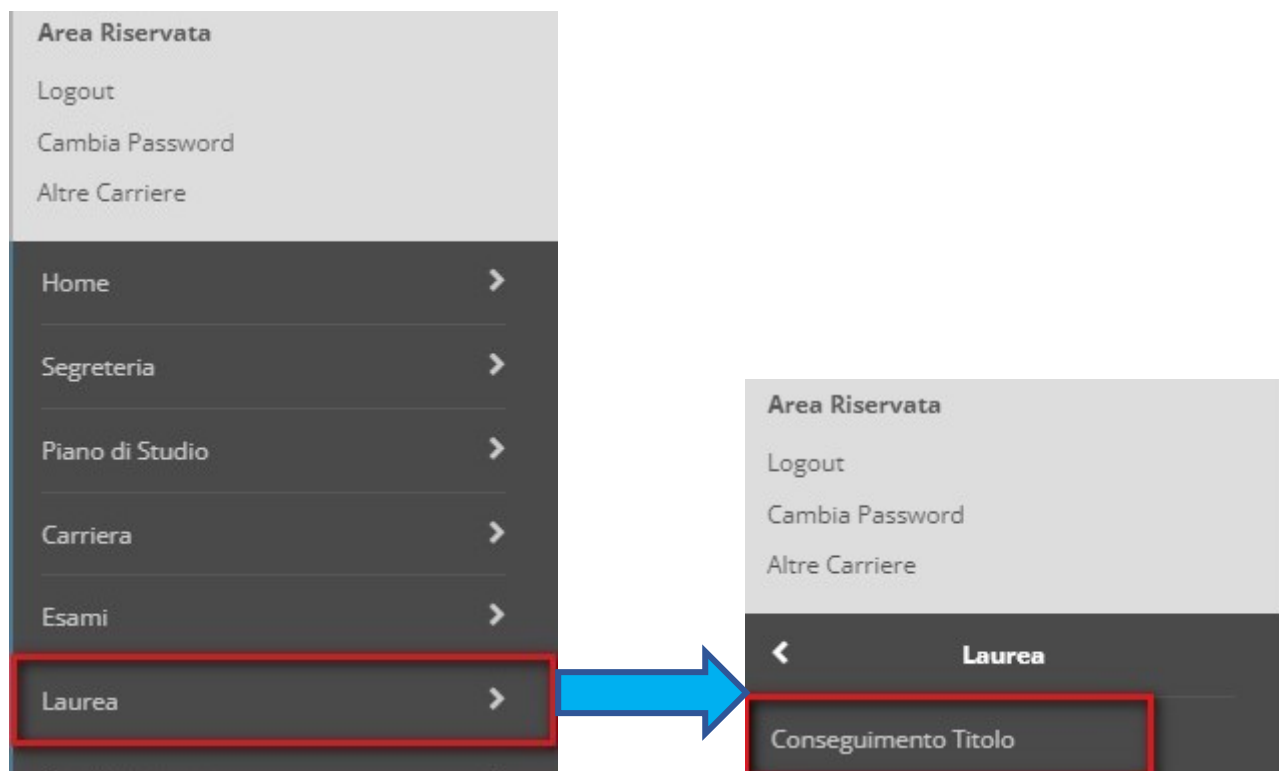 Area Riservata
Logout
Cambia Password
Altre Carriere
Home
Segreteria
Piano di Studio
Carriera
Esami
Laurea
Area Riservata
Logout
Cambia Password
Altre Carriere
Laurea
Conseguimento Titolo